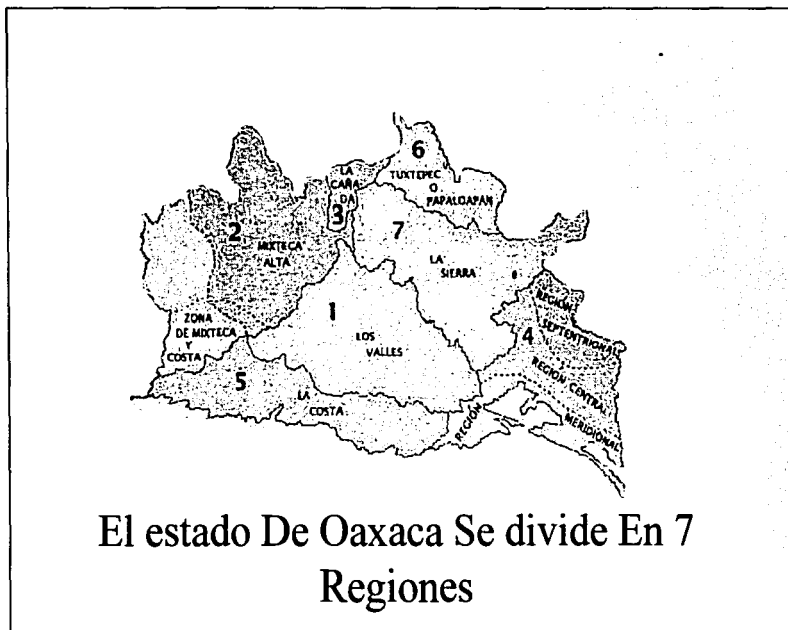 6
TUXTEPEC
O
PAPALOAPAN
LA
CAÑA
DA
3
2
MIXTECA
ALTA
7
LA
SIERRA
1
LOS
VALLES
ZONA
DE MIXTECA
Y
COSTA
4
REGION
SEPTENTRIONAL
REGION CENTRAL
REGIÓN
MERIDIONAL
5
LA
COSTA
El estado De Oaxaca Se divide En 7
Regiones